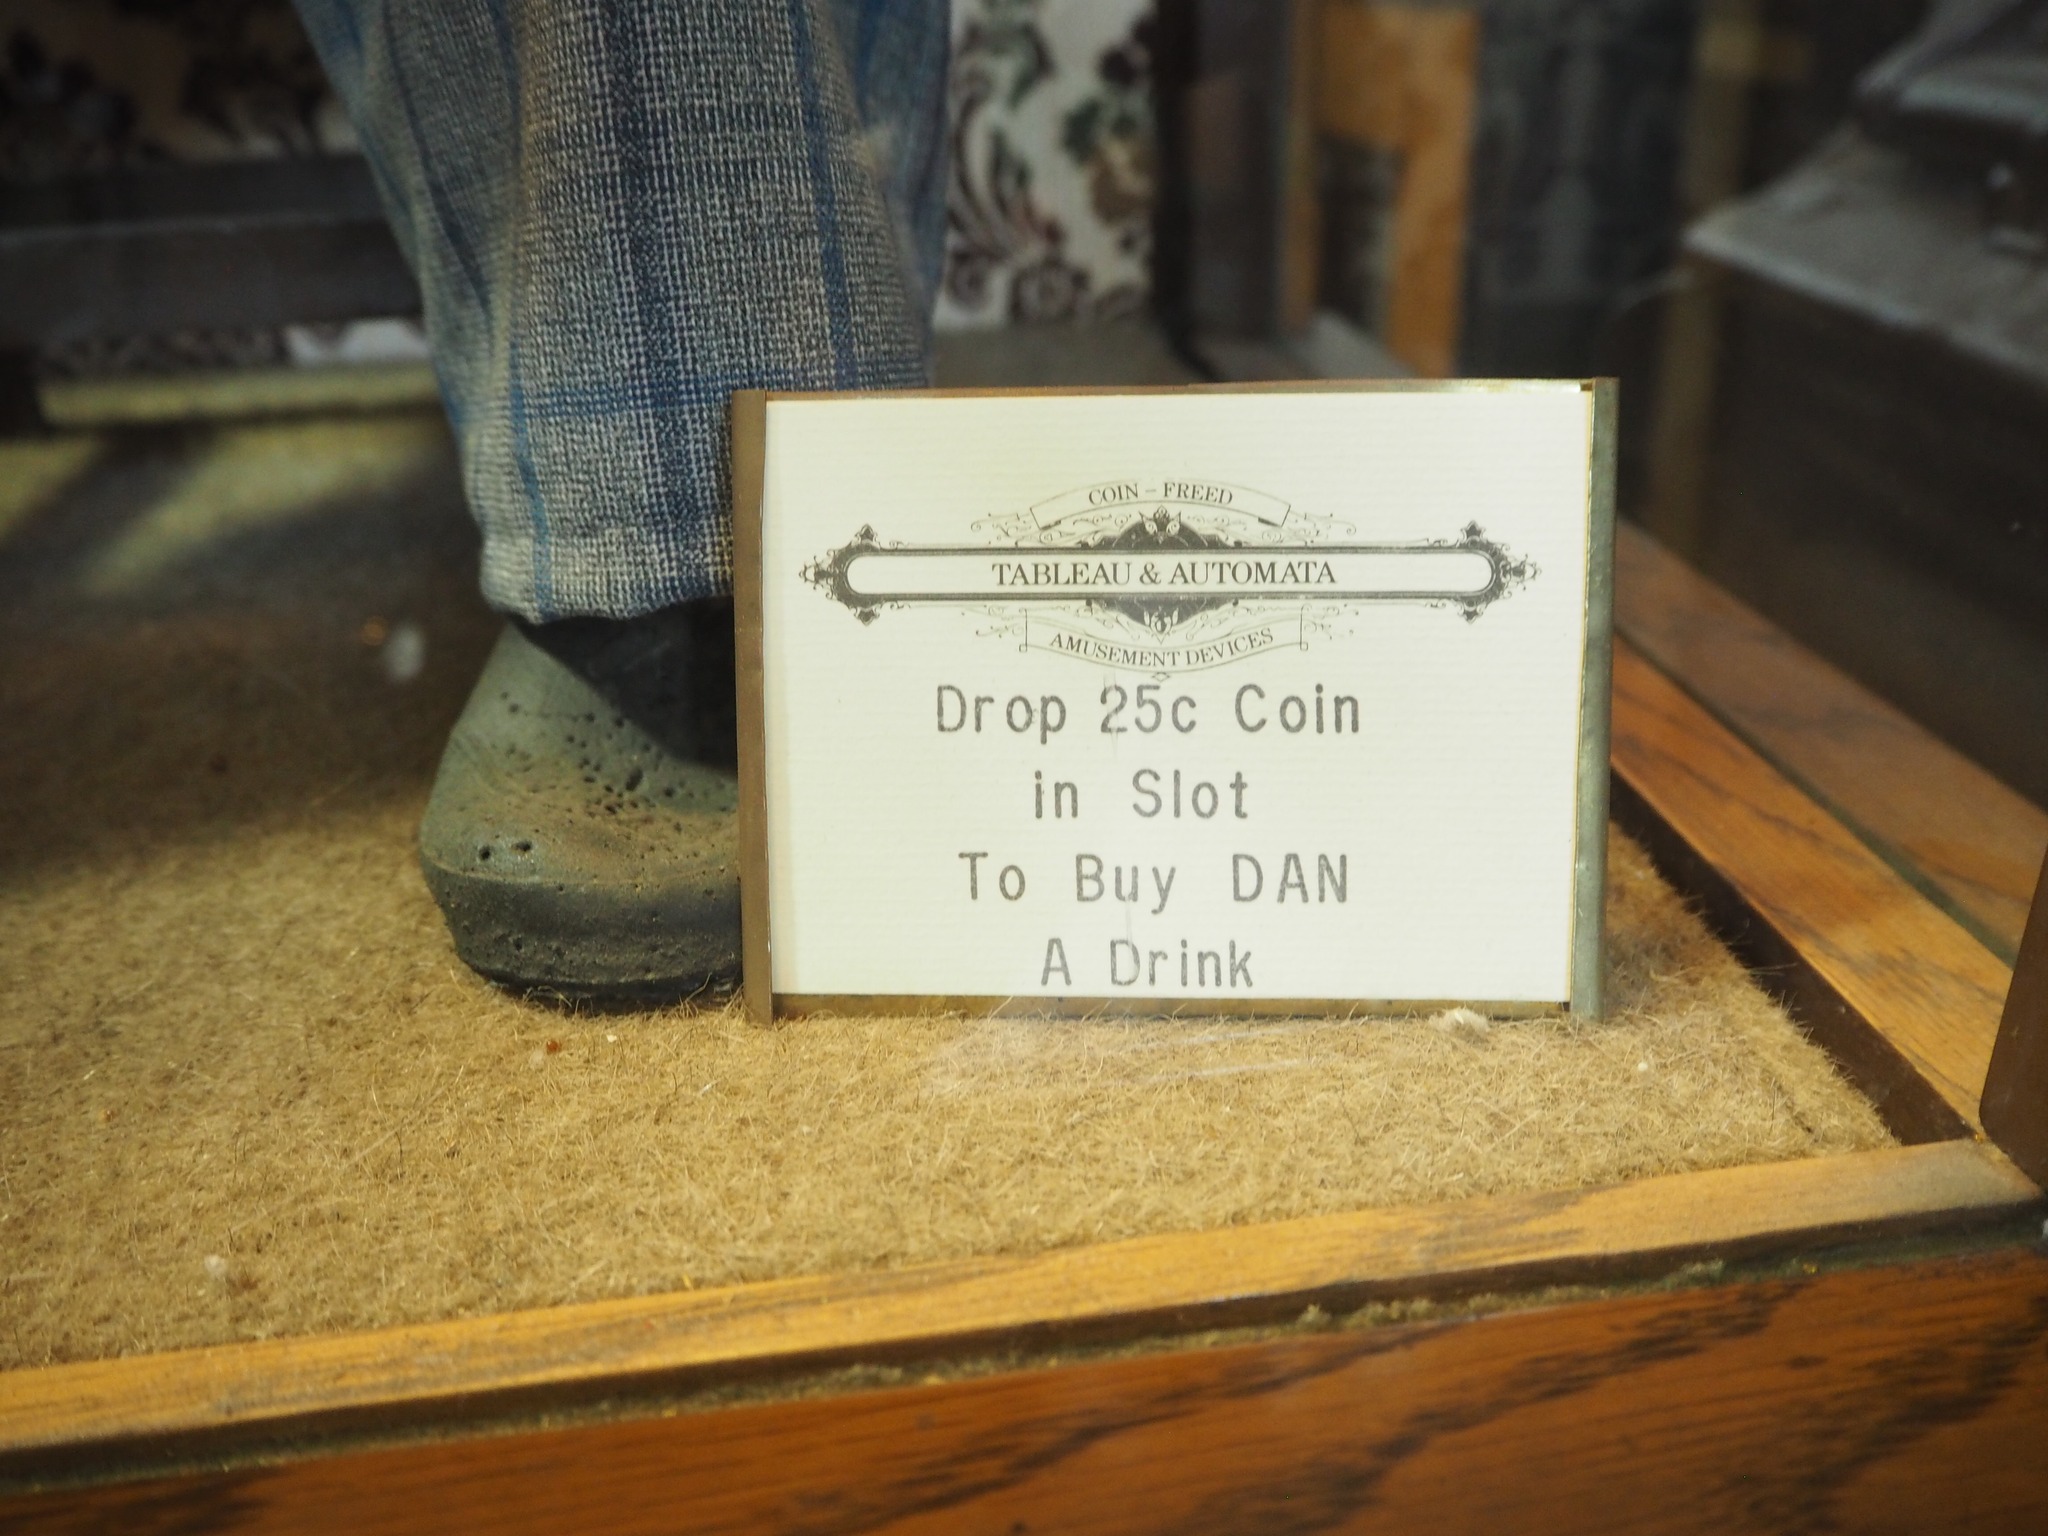 COIN – FREED
TABLEAU & AUTOMATA
AMUSEMENT DEVICES
Drop 25c Coin
in Slot
To Buy DAN
A Drink